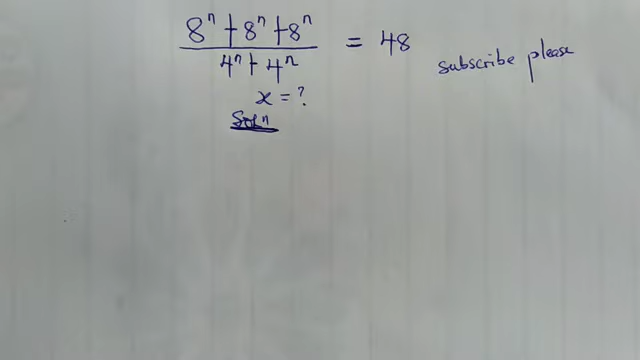 8ⁿ + 8ⁿ + 8ⁿ
4ⁿ + 4ⁿ
= 48
subscribe please
x = ?
Solⁿ